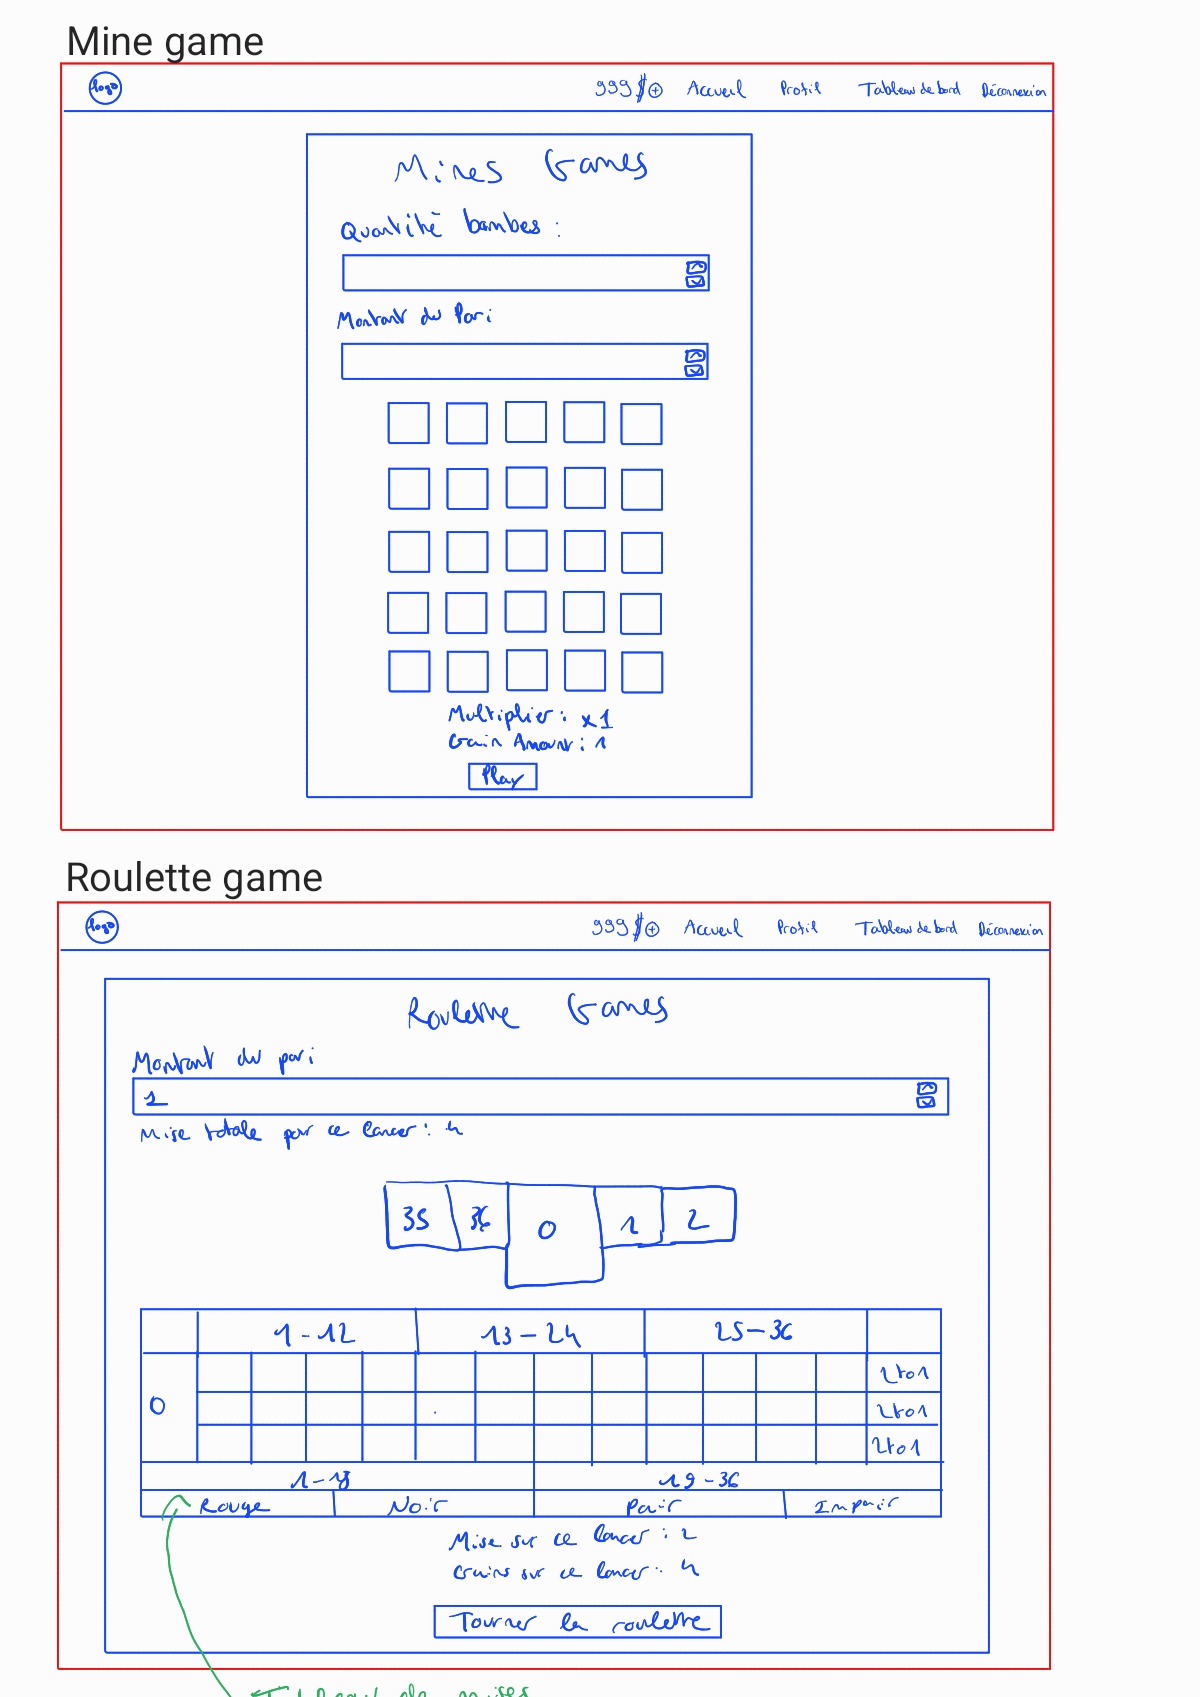 Mine game
logo 999$ + Accueil Profil Tableau de bord Déconnexion
Mines Games
Quantité bombes :
Montant du Pari
Multiplier : x1
Gain Amount : 1
Play
Roulette game
logo 999$ + Accueil Profil Tableau de bord Déconnexion
Roulette Games
Montant du pari
1
Mise totale par ce lancer : 4
35 36 0 1 2
1-12 13-24 25-36
2to1
0 2to1
2to1
1-18 19-36
Rouge Noir Pair Impair
Mise sur ce lancer : 2
Gains sur ce lancer : 4
Tourner la roulette